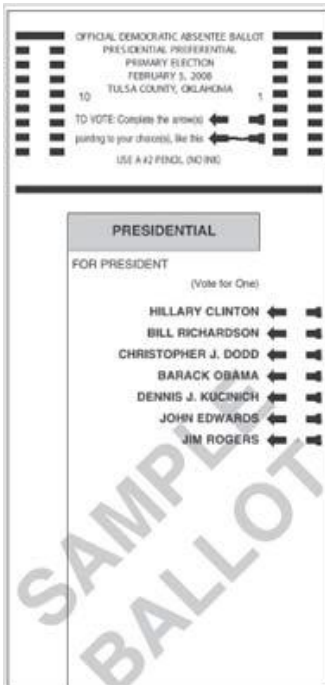 OFFICIAL DEMOCRATIC ABSENTEE BALLOT
PRESIDENTIAL PREFERENTIAL
PRIMARY ELECTION
FEBRUARY 5, 2008
TULSA COUNTY, OKLAHOMA
10 1
TO VOTE: Complete the arrow(s)
pointing to your choice(s), like this
USE A #2 PENCIL (NO INK)
PRESIDENTIAL
FOR PRESIDENT
(Vote for One)
HILLARY CLINTON
BILL RICHARDSON
CHRISTOPHER J. DODD
BARACK OBAMA
DENNIS J. KUCINICH
JOHN EDWARDS
JIM ROGERS
SAMPLE
BALLOT